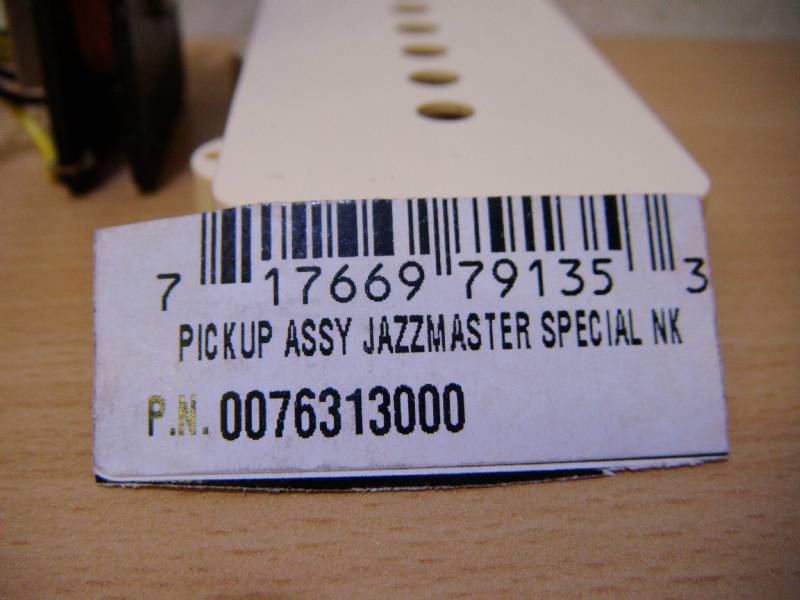 7 17669 79135 3
PICKUP ASSY JAZZMASTER SPECIAL NK
P.N. 0076313000